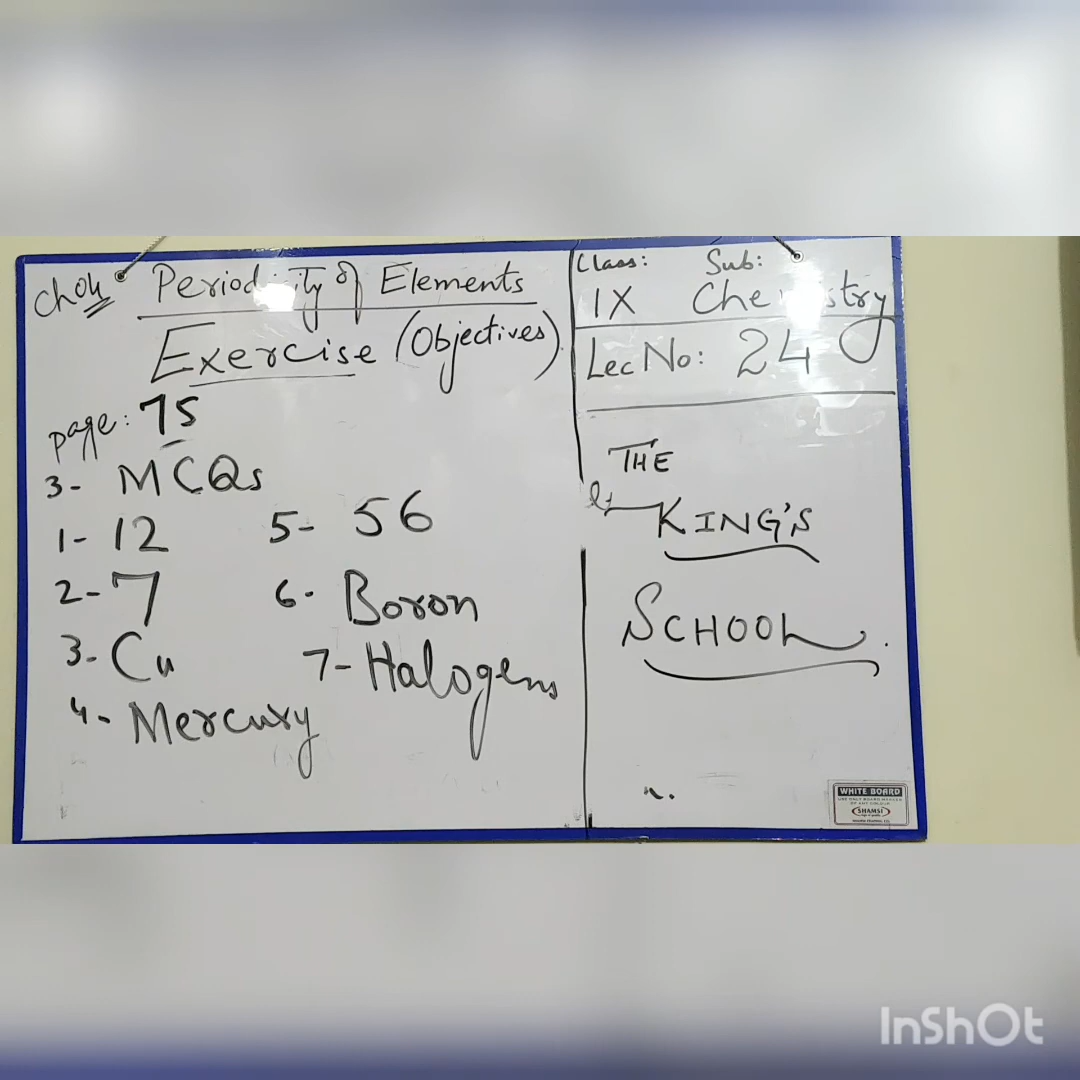 Ch04 Periodicity of Elements
Exercise (Objectives)
page: 75
3- MCQs
1- 12
2- 7
3- Cu
4- Mercury
5- 56
6- Boron
7- Halogens
Class: Sub:
IX Chemistry
Lec No: 24
THE
KING'S
SCHOOL
WHITE BOARD
SHAMSI
InShOt